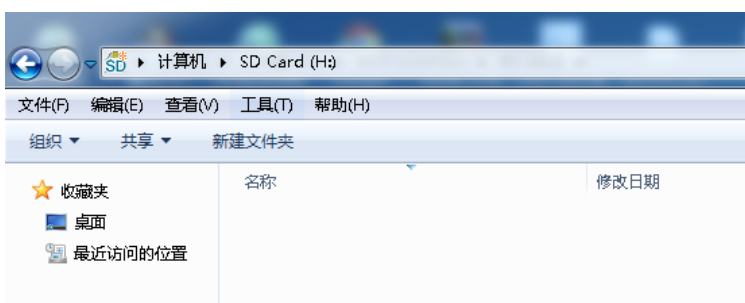 SD 计算机 SD Card (H:)
文件(F) 编辑(E) 查看(V) 工具(T) 帮助(H)
组织 共享 新建文件夹
收藏夹 名称 修改日期
桌面
最近访问的位置